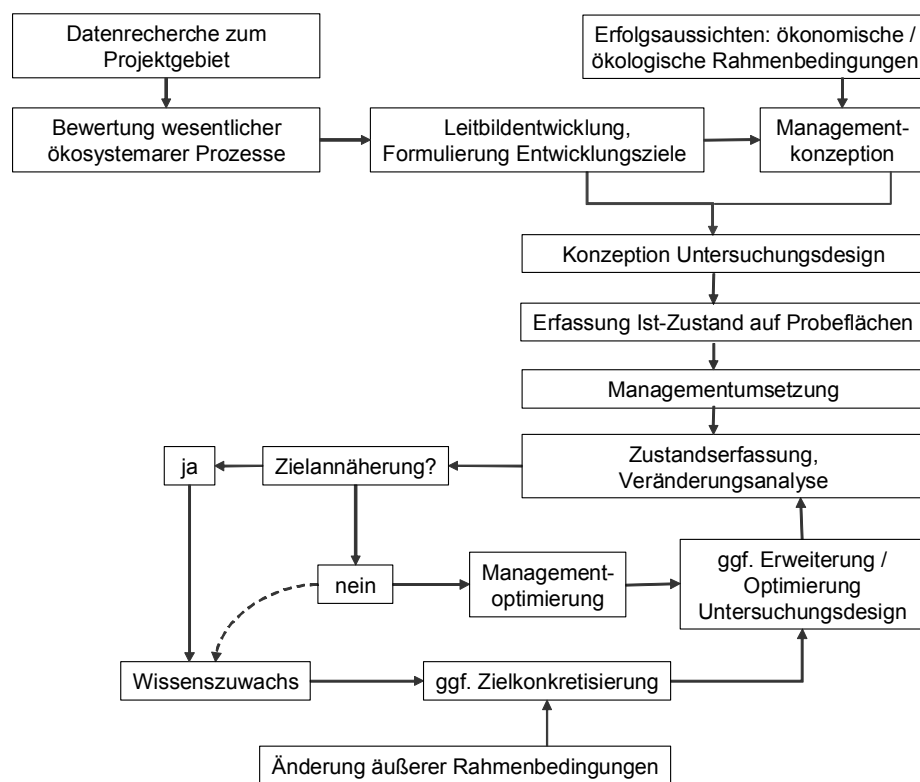 Datenrecherche zum
Projektgebiet
Erfolgsaussichten: ökonomische /
ökologische Rahmenbedingungen
Bewertung wesentlicher
ökosystemarer Prozesse
Leitbildentwicklung,
Formulierung Entwicklungsziele
Management-
konzeption
Konzeption Untersuchungsdesign
Erfassung Ist-Zustand auf Probeflächen
Managementumsetzung
Zustandserfassung,
Veränderungsanalyse
Zielannäherung?
ja
nein
Management-
optimierung
ggf. Erweiterung /
Optimierung
Untersuchungsdesign
Wissenszuwachs
ggf. Zielkonkretisierung
Änderung äußerer Rahmenbedingungen